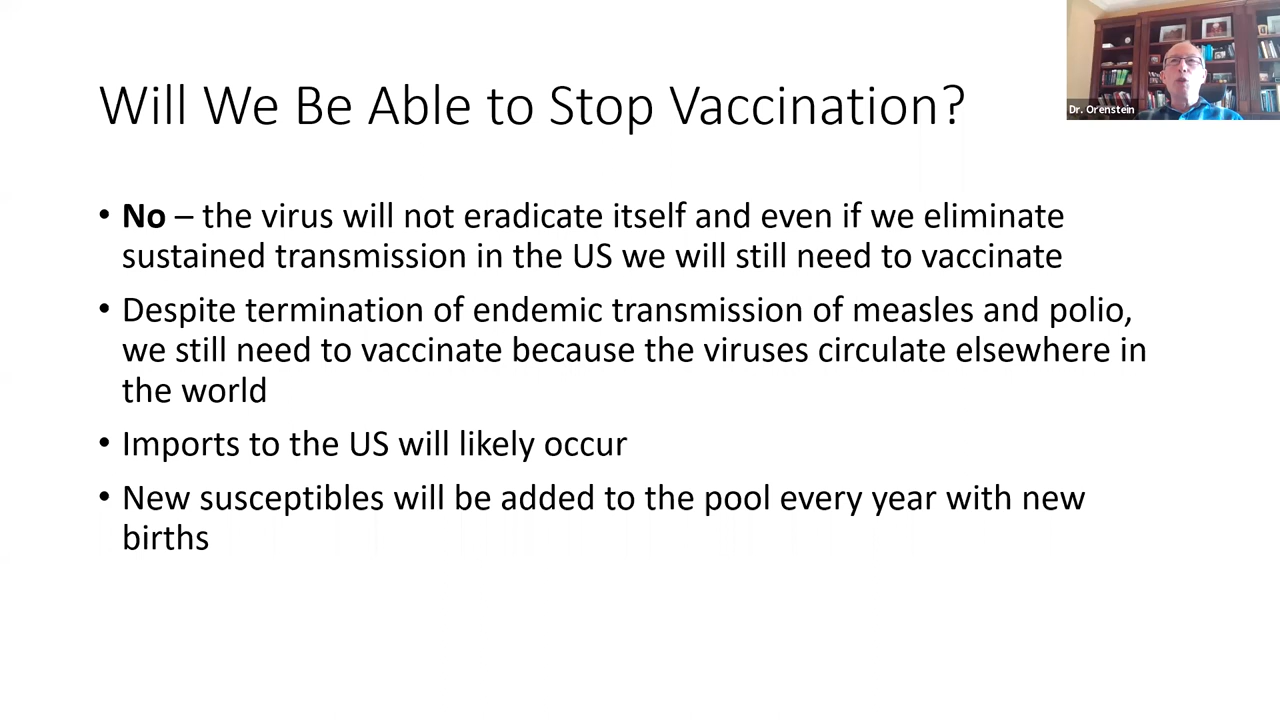 Will We Be Able to Stop Vaccination?
Dr. Orenstein
• No – the virus will not eradicate itself and even if we eliminate
sustained transmission in the US we will still need to vaccinate
• Despite termination of endemic transmission of measles and polio,
we still need to vaccinate because the viruses circulate elsewhere in
the world
• Imports to the US will likely occur
• New susceptibles will be added to the pool every year with new
births